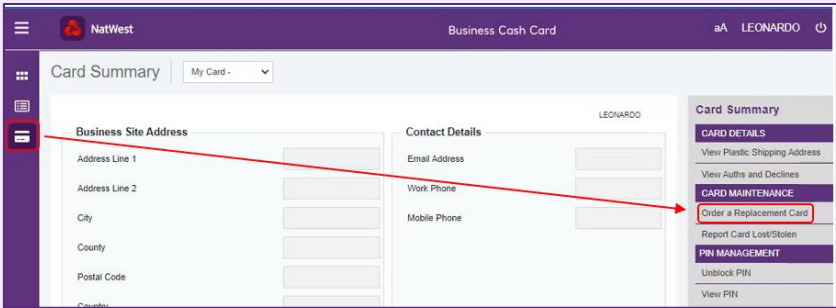 NatWest
Business Cash Card
aA LEONARDO
Card Summary
My Card -
LEONARDO
Business Site Address
Address Line 1
Address Line 2
City
County
Postal Code
Country
Contact Details
Email Address
Work Phone
Mobile Phone
Card Summary
CARD DETAILS
View Plastic Shipping Address
View Auths and Declines
CARD MAINTENANCE
Order a Replacement Card
Report Card Lost/Stolen
PIN MANAGEMENT
Unblock PIN
View PIN